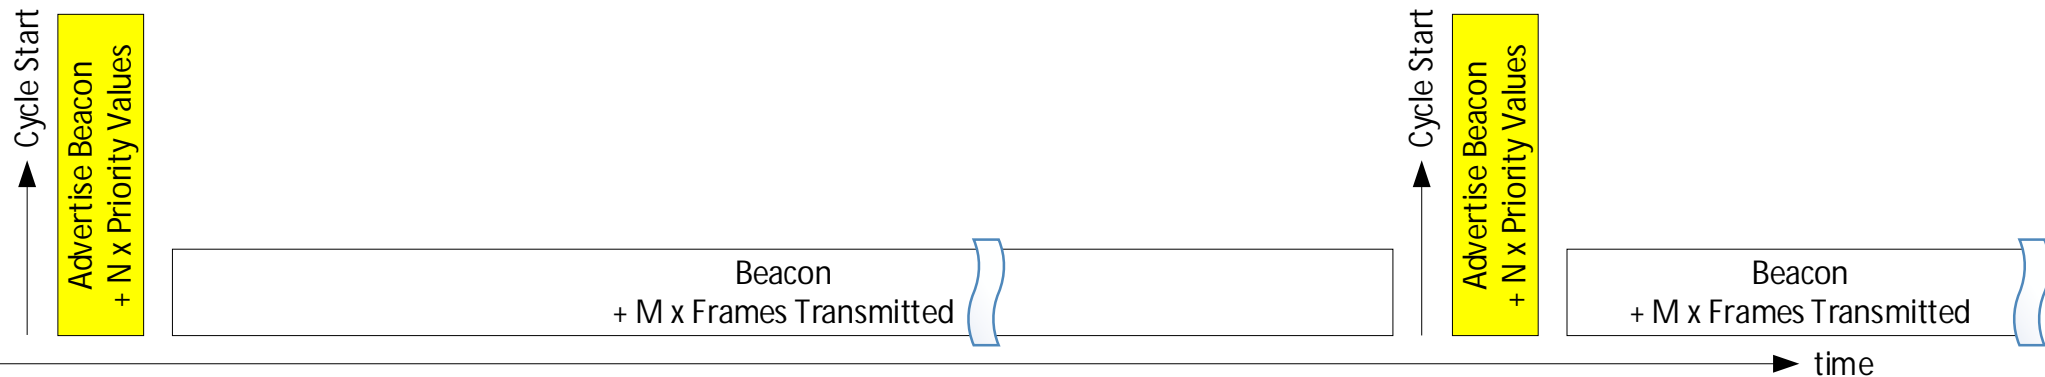 Cycle Start
Advertise Beacon
+ N x Priority Values
Beacon
+ M x Frames Transmitted
Cycle Start
Advertise Beacon
+ N x Priority Values
Beacon
+ M x Frames Transmitted
time